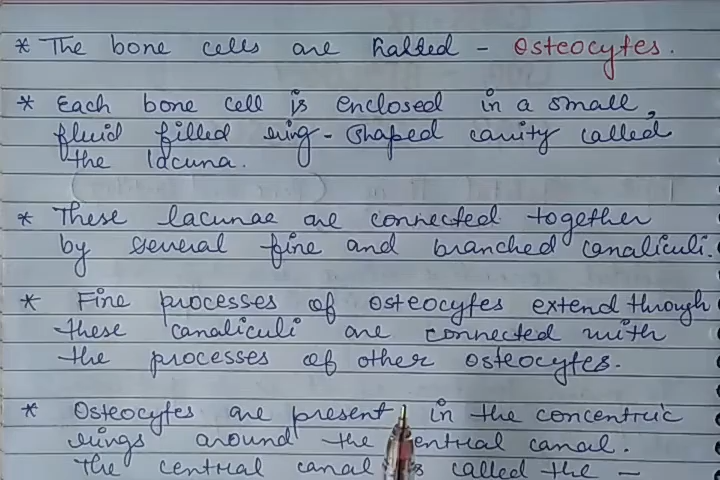 * The bone cells are halted - Osteocytes.
* Each bone cell is enclosed in a small,
fluid filled ring-shaped cavity called
the lacuna.
* These lacunae are connected together
by several fine and branched canaliculi.
* Fine processes of osteocytes extend through
these canaliculi are connected with
the processes of other osteocytes.
* Osteocytes are present in the concentric
rings around the entral canal.
The central canal is called the -